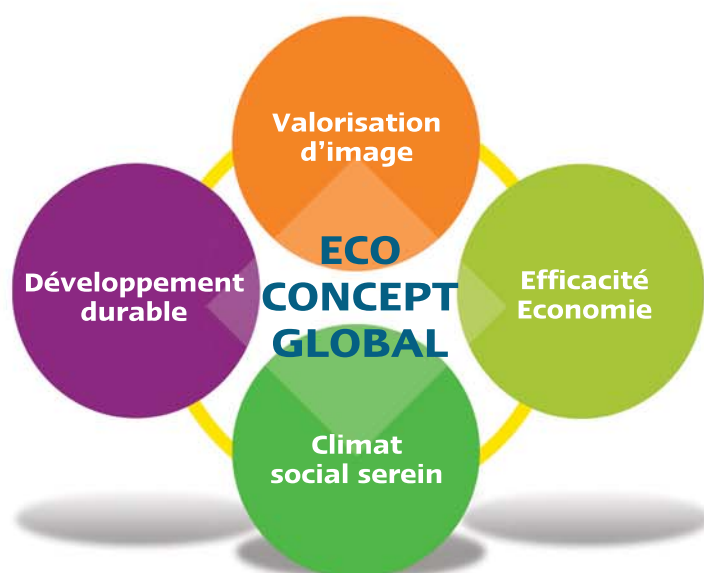 Valorisation
d'image
Développement
durable
ECO
CONCEPT
GLOBAL
Efficacité
Economie
Climat
social serein